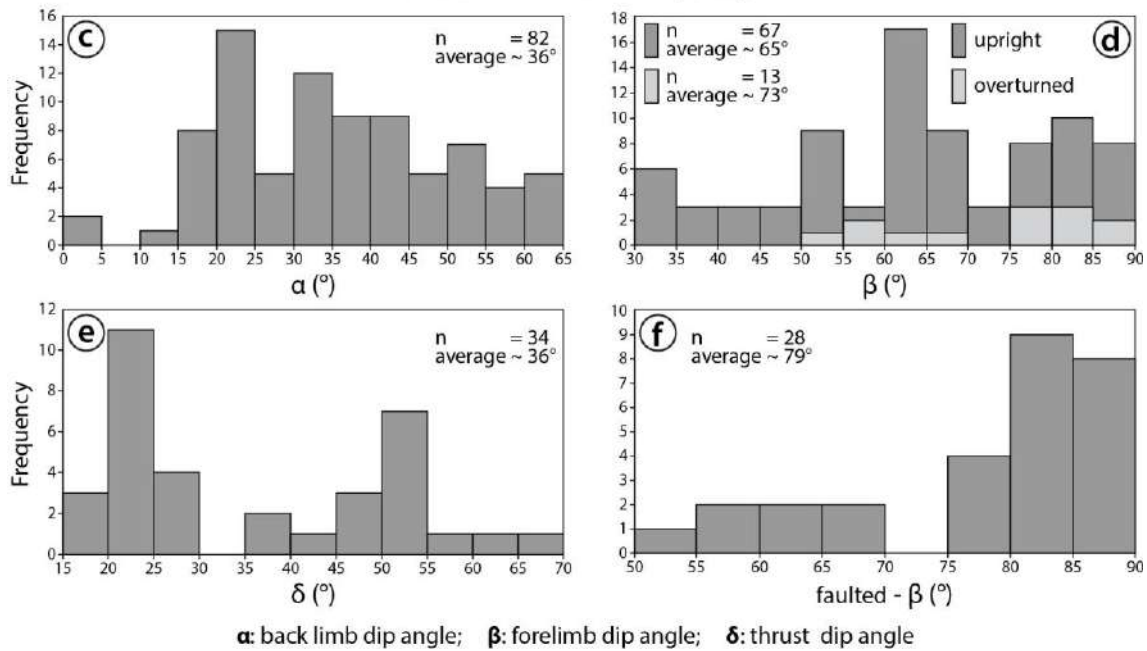 c
n = 82
average ~ 36°
Frequency
16
14
12
10
8
6
4
2
0
0 5 10 15 20 25 30 35 40 45 50 55 60 65
α (°)
d
n = 67
average ~ 65°
n = 13
average ~ 73°
upright
overturned
18
16
14
12
10
8
6
4
2
0
30 35 40 45 50 55 60 65 70 75 80 85 90
β (°)
e
n = 34
average ~ 36°
Frequency
12
10
8
6
4
2
0
15 20 25 30 35 40 45 50 55 60 65 70
δ (°)
f
n = 28
average ~ 79°
10
9
8
7
6
5
4
3
2
1
0
50 55 60 65 70 75 80 85 90
faulted - β (°)
α: back limb dip angle; β: forelimb dip angle; δ: thrust dip angle